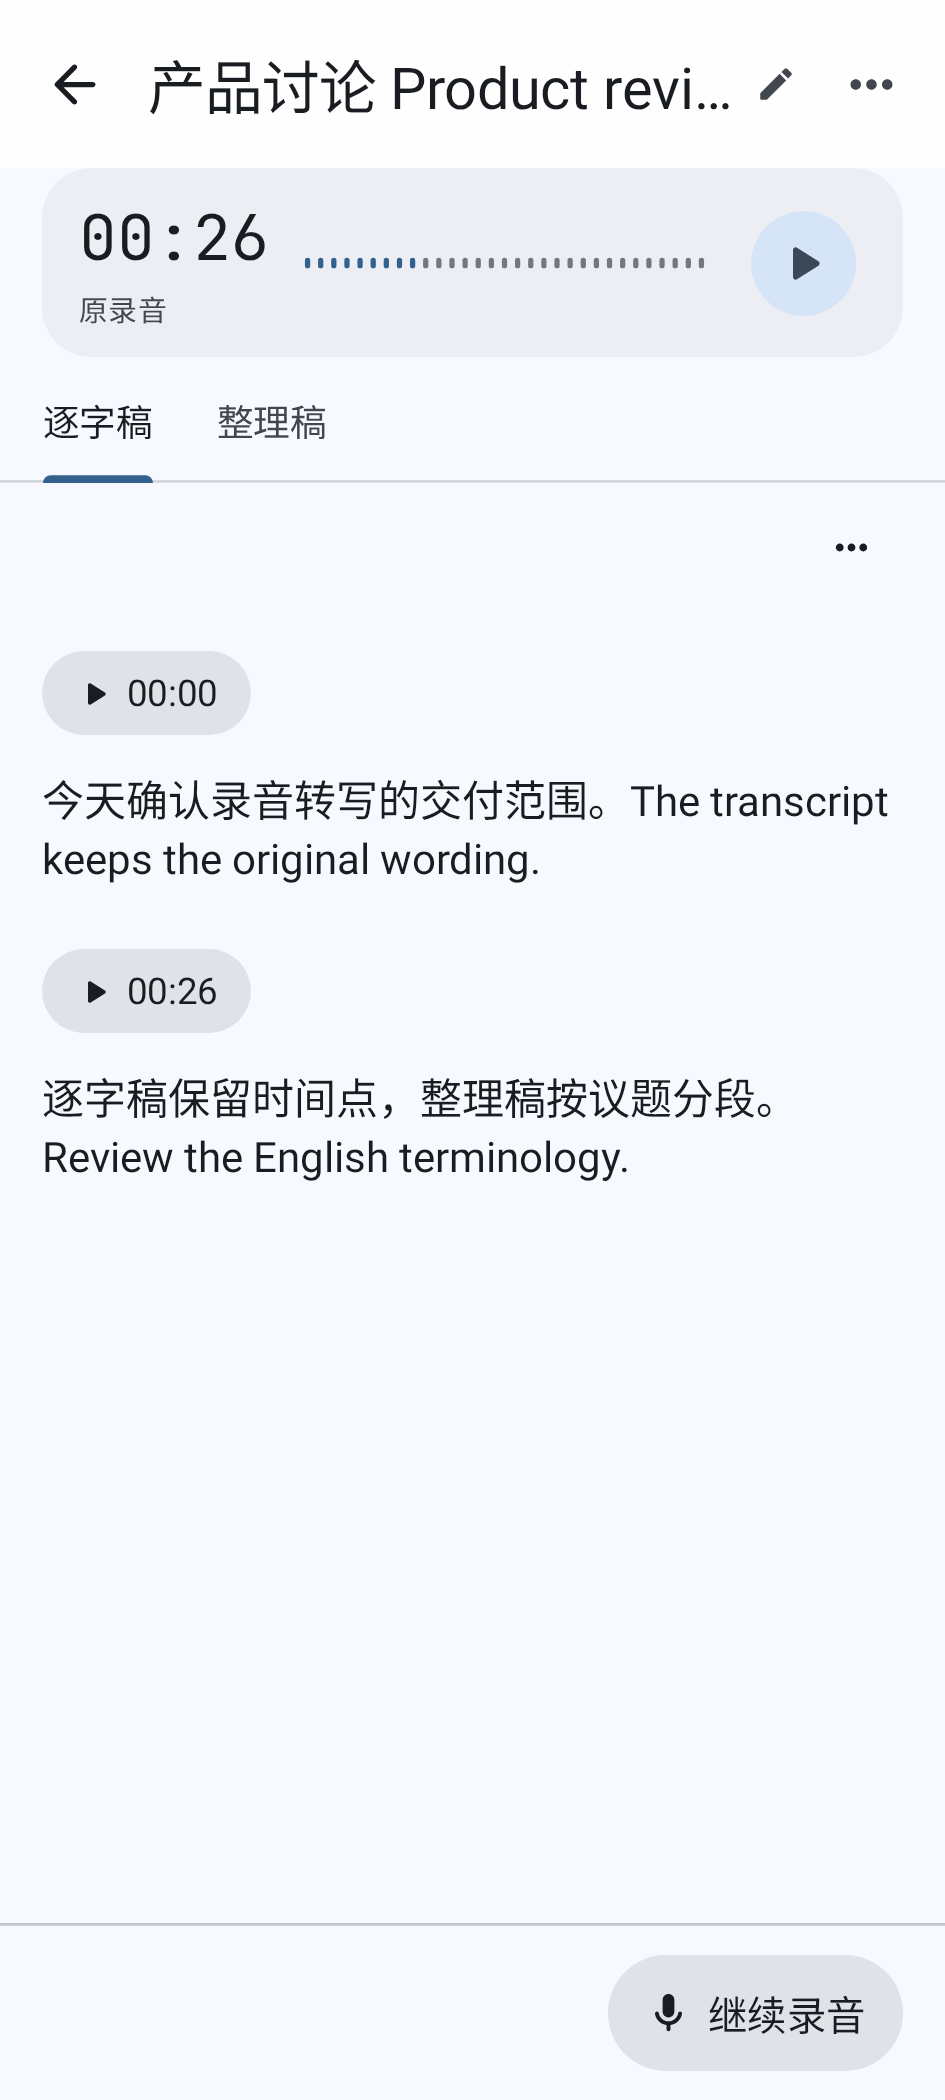 产品讨论 Product revi...
00:26
原录音
逐字稿 整理稿
00:00
今天确认录音转写的交付范围。The transcript
keeps the original wording.
00:26
逐字稿保留时间点，整理稿按议题分段。
Review the English terminology.
继续录音